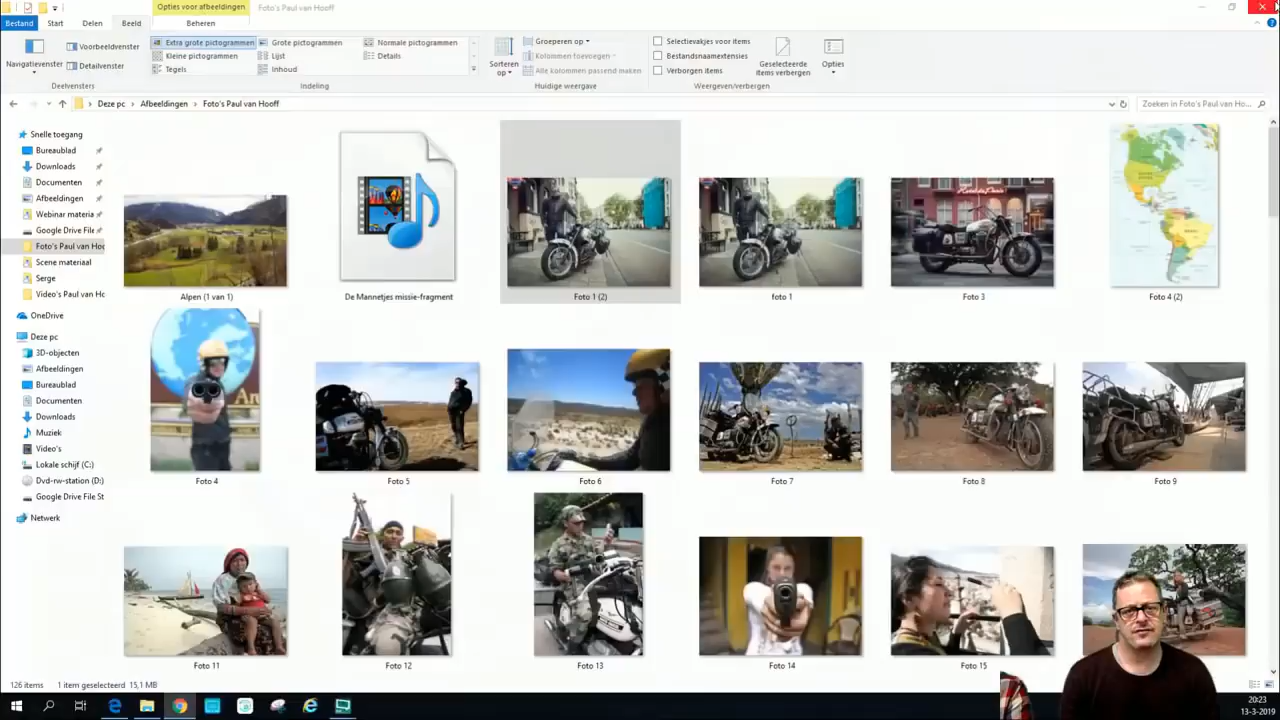 Opties voor afbeeldingen
Foto's Paul van Hooff
Bestand
Start
Delen
Beeld
Beheren
Navigatievenster
Voorbeeldvenster
Detailvenster
Deelvensters
Extra grote pictogrammen
Grote pictogrammen
Normale pictogrammen
Kleine pictogrammen
Lijst
Details
Tegels
Inhoud
Indeling
Sorteren op
Groeperen op
Kolommen toevoegen
Alle kolommen passend maken
Huidige weergave
Selectievakjes voor items
Bestandsnaamextensies
Verborgen items
Geselecteerde items verbergen
Weergeven/verbergen
Opties
Deze pc > Afbeeldingen > Foto's Paul van Hooff
Zoeken in Foto's Paul van Ho...
Snelle toegang
Bureaublad
Downloads
Documenten
Afbeeldingen
Webinar materia
Google Drive File
Foto's Paul van Hoo
Scene materiaal
Serge
Video's Paul van Ho
OneDrive
Deze pc
3D-objecten
Afbeeldingen
Bureaublad
Documenten
Downloads
Muziek
Video's
Lokale schijf (C:)
Dvd-rw-station (D:)
Google Drive File St
Netwerk
Alpen (1 van 1)
De Mannetjes missie-fragment
Foto 1 (2)
foto 1
Foto 3
Foto 4 (2)
Foto 4
Foto 5
Foto 6
Foto 7
Foto 8
Foto 9
Foto 11
Foto 12
Foto 13
Foto 14
Foto 15
126 items
1 item geselecteerd 15,1 MB
20:23
13-3-2019